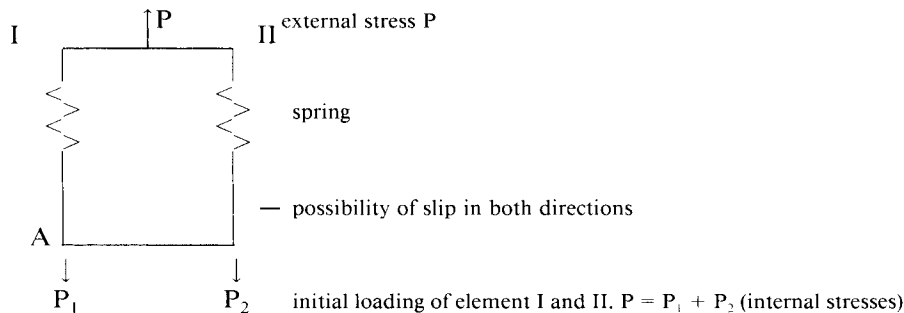 P
I
II external stress P
spring
— possibility of slip in both directions
A
P₁ P₂ initial loading of element I and II. P = P₁ + P₂ (internal stresses)